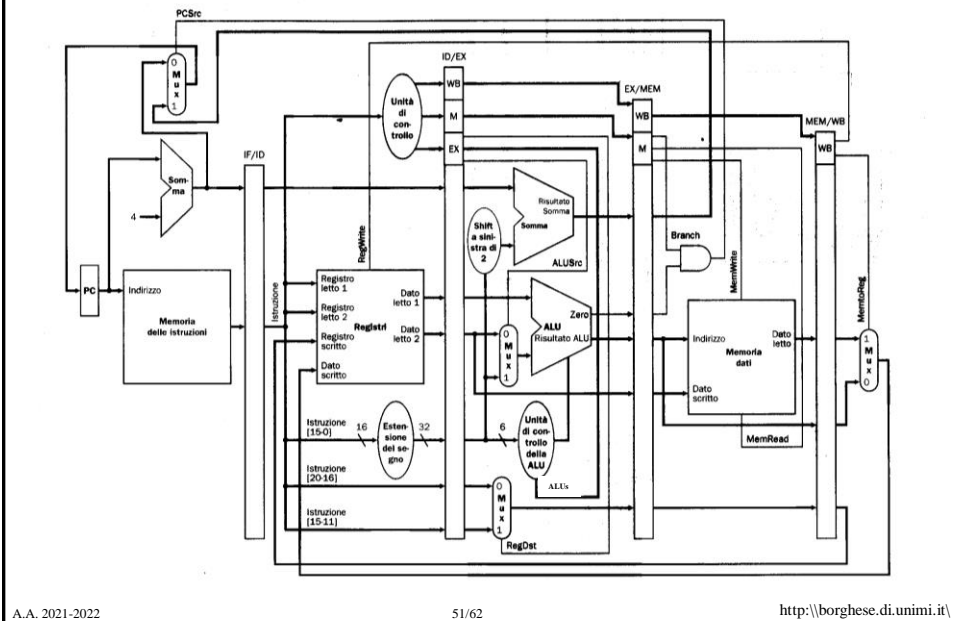 PCSrc
ID/EX
0
M
u
x
1
WB
M
EX
Unità
di
con-
trollo
EX/MEM
WB
M
MEM/WB
WB
IF/ID
Som-
ma
4
Risultato
Somma
Somma
Shift
a sini-
stra di
2
Branch
RegWrite
ALUSrc
MemWrite
MemtoReg
PC
Indirizzo
Memoria
delle istruzioni
Istruzione
Registro
letto 1
Registro
letto 2
Registro
scritto
Dato
scritto
Registri
Dato
letto 1
Dato
letto 2
0
M
u
x
1
Zero
ALU
Risultato ALU
Indirizzo
Memoria
dati
Dato
letto
Dato
scritto
1
M
u
x
0
MemRead
Istruzione
[15-0]
16
Esten-
sione
del se-
gno
32
6
Unità
di con-
trollo
della
ALU
ALUs
Istruzione
[20-16]
Istruzione
[15-11]
0
M
u
x
1
RegDst
A.A. 2021-2022
51/62
http:\\borghese.di.unimi.it\